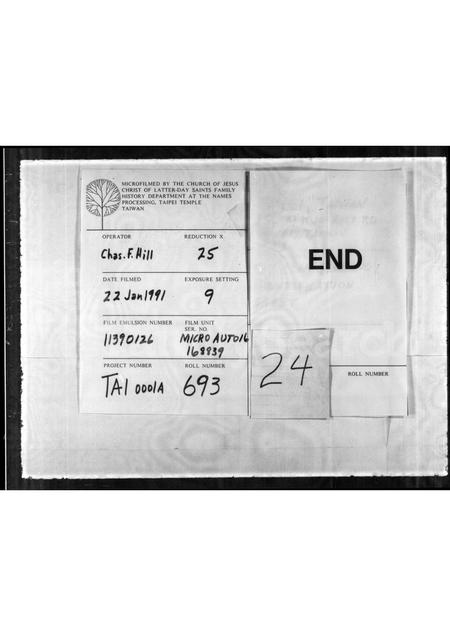 MICROFILMED BY THE CHURCH OF JESUS
CHRIST OF LATTER-DAY SAINTS FAMILY
HISTORY DEPARTMENT AT THE NAMES
PROCESSING, TAIPEI TEMPLE
TAIWAN
OPERATOR REDUCTION X
Chas. F. Hill 25
DATE FILMED EXPOSURE SETTING
22 Jan 1991 9
FILM EMULSION NUMBER FILM UNIT
SER. NO.
11390126 MICRO AUTO16
168839
PROJECT NUMBER ROLL NUMBER
TAI 0001A 693
END
24
ROLL NUMBER